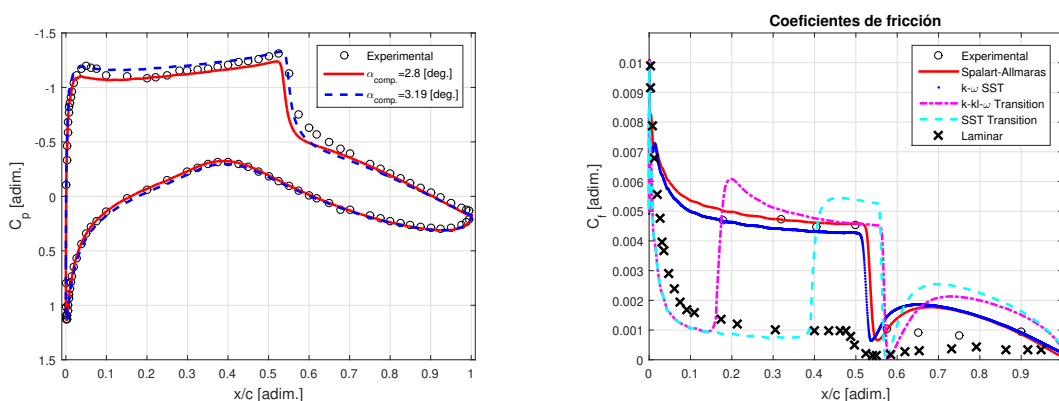 -1.5
-1
-0.5
0
0.5
1
1.5
C_p [adim.]
0 0.1 0.2 0.3 0.4 0.5 0.6 0.7 0.8 0.9 1
x/c [adim.]
Experimental
α_comp.=2.8 [deg.]
α_comp.=3.19 [deg.]
Coeficientes de fricción
0.01
0.009
0.008
0.007
0.006
0.005
0.004
0.003
0.002
0.001
0
C_f [adim.]
0 0.1 0.2 0.3 0.4 0.5 0.6 0.7 0.8 0.9
x/c [adim.]
Experimental
Spalart-Allmaras
k-ω SST
k-kl-ω Transition
SST Transition
Laminar